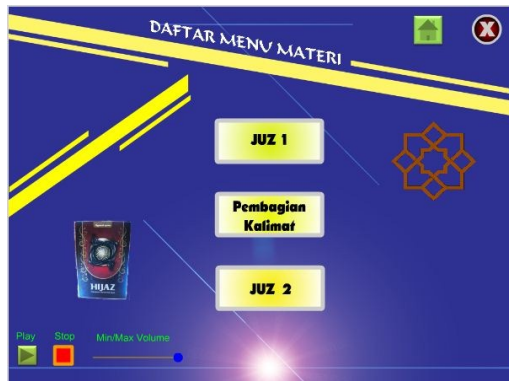 DAFTAR MENU MATERI
X
JUZ 1
Pembagian
Kalimat
HIJAZ
JUZ 2
Play
Stop
Min/Max Volume